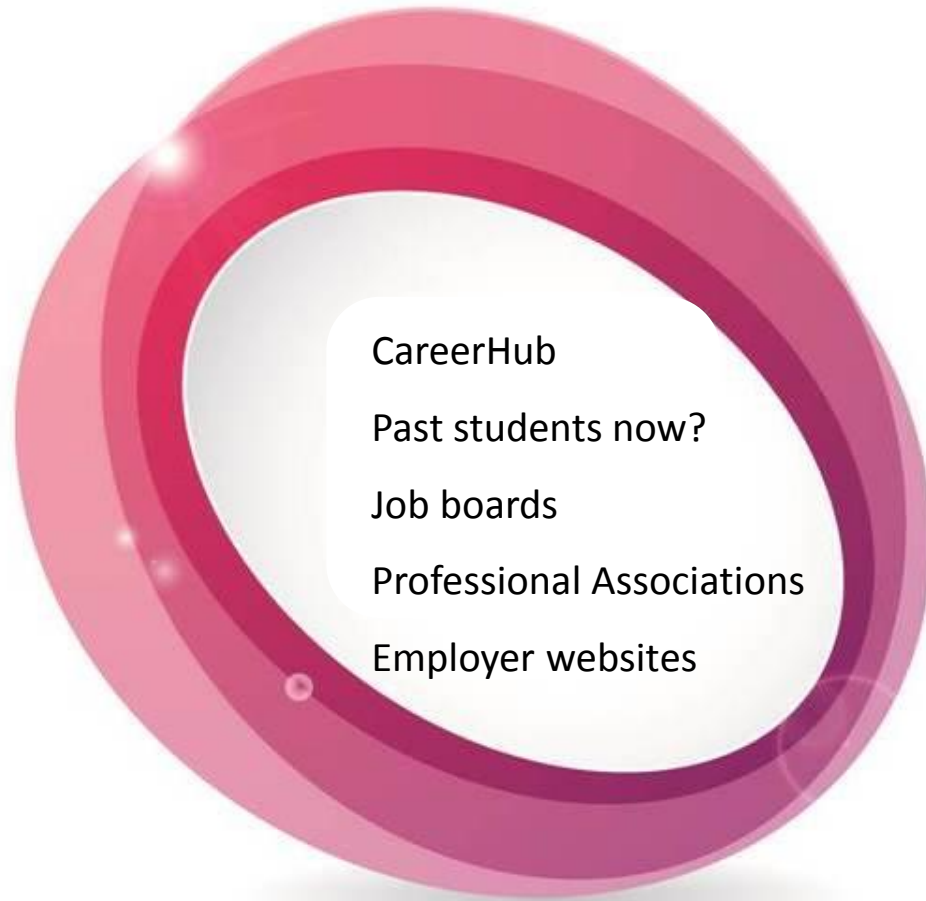 CareerHub
Past students now?
Job boards
Professional Associations
Employer websites